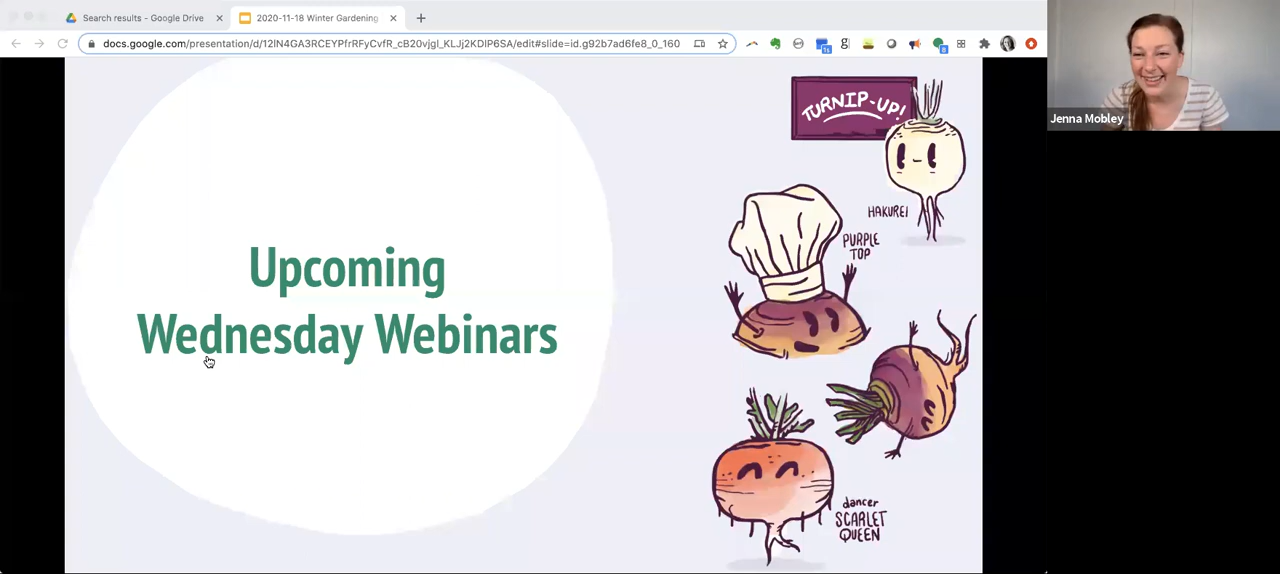 Search results - Google Drive
2020-11-18 Winter Gardening
docs.google.com/presentation/d/12lN4GA3RCEYPfrRFyCvfR_cB20vjgl_KLJj2KDlP6SA/edit#slide=id.g92b7ad6fe8_0_160
Jenna Mobley
TURNIP-UP!
HAKUREI
PURPLE
TOP
Upcoming
Wednesday Webinars
dancer
SCARLET
QUEEN